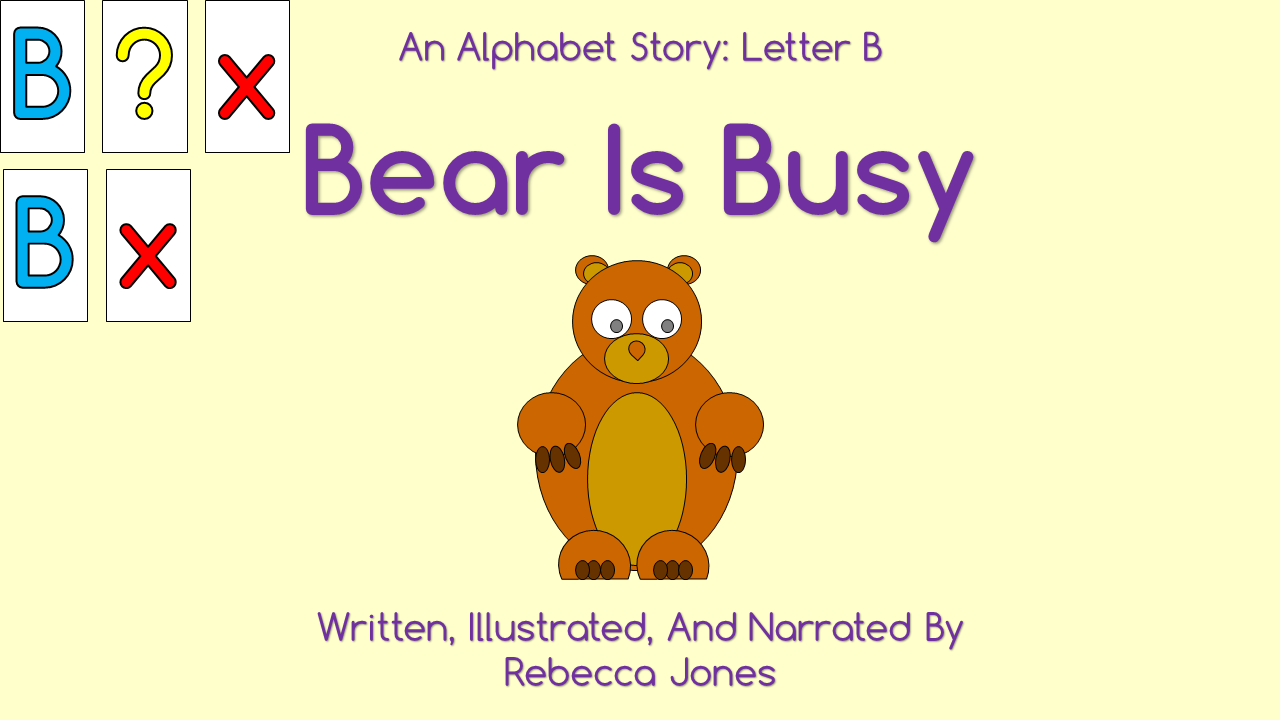 B ? x
B x
An Alphabet Story: Letter B
Bear Is Busy
Written, Illustrated, And Narrated By
Rebecca Jones